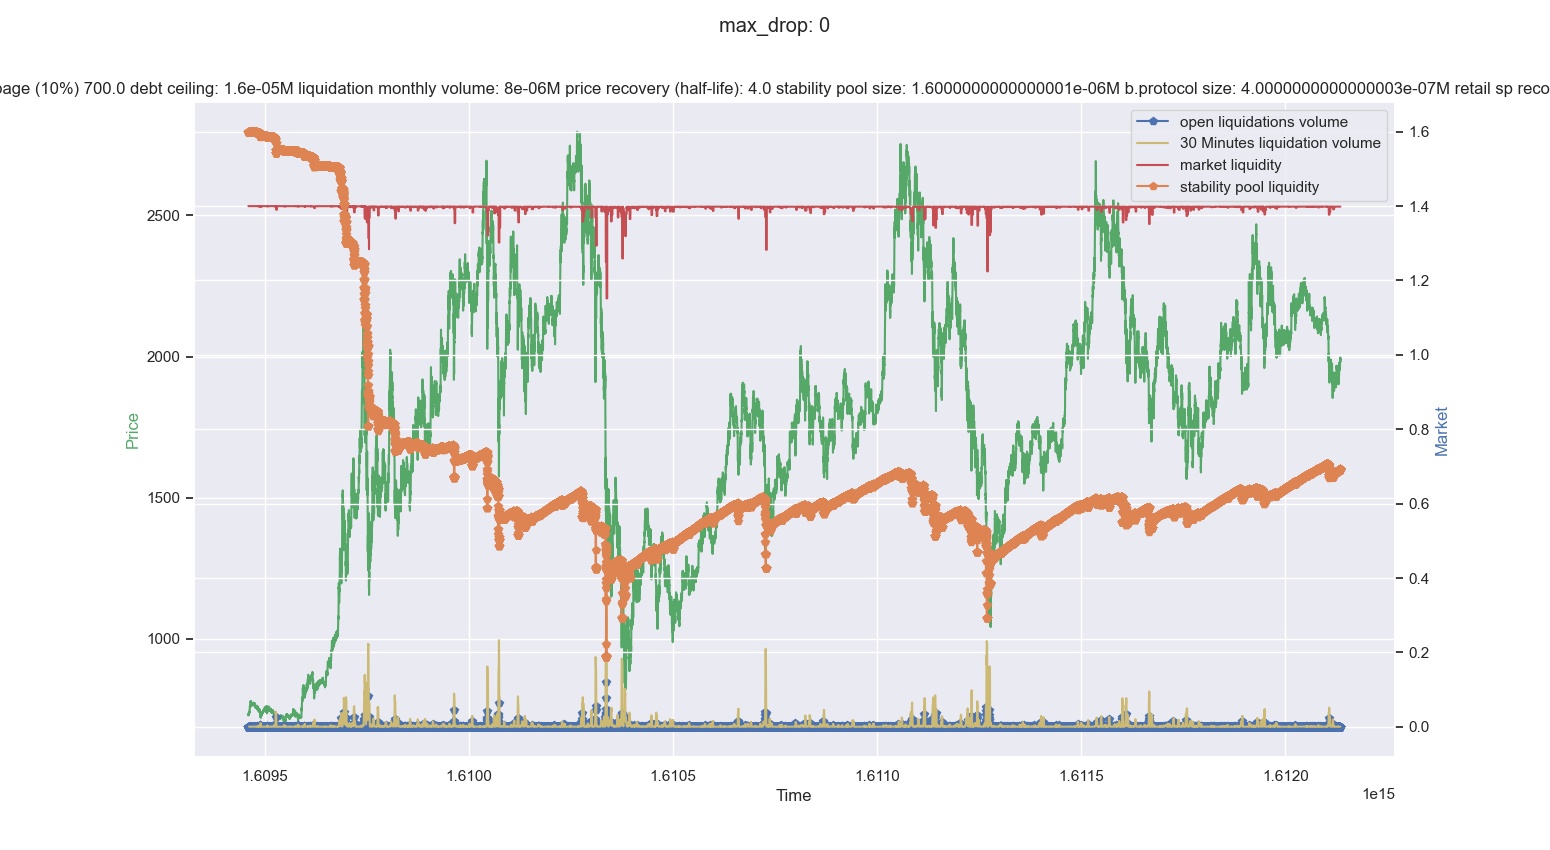 max_drop: 0
page (10%) 700.0 debt ceiling: 1.6e-05M liquidation monthly volume: 8e-06M price recovery (half-life): 4.0 stability pool size: 1.6000000000000001e-06M b.protocol size: 4.0000000000000003e-07M retail sp reco
open liquidations volume
30 Minutes liquidation volume
market liquidity
stability pool liquidity
2500
2000
1500
1000
Price
1.6
1.4
1.2
1.0
0.8
0.6
0.4
0.2
0.0
Market
1.6095 1.6100 1.6105 1.6110 1.6115 1.6120
1e15
Time